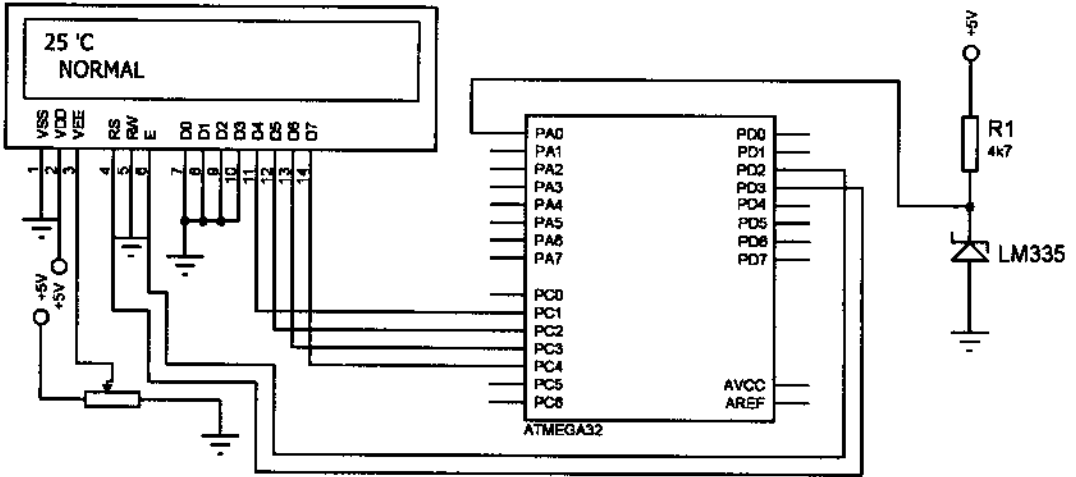 25 'C
NORMAL
VSS VDD VEE RS RW E D0 D1 D2 D3 D4 D5 D6 D7
1 2 3 4 5 6 7 8 9 10 11 12 13 14
+5V
+5V
PA0
PA1
PA2
PA3
PA4
PA5
PA6
PA7
PC0
PC1
PC2
PC3
PC4
PC5
PC6
PD0
PD1
PD2
PD3
PD4
PD5
PD6
PD7
AVCC
AREF
ATMEGA32
+5V
R1
4k7
LM335